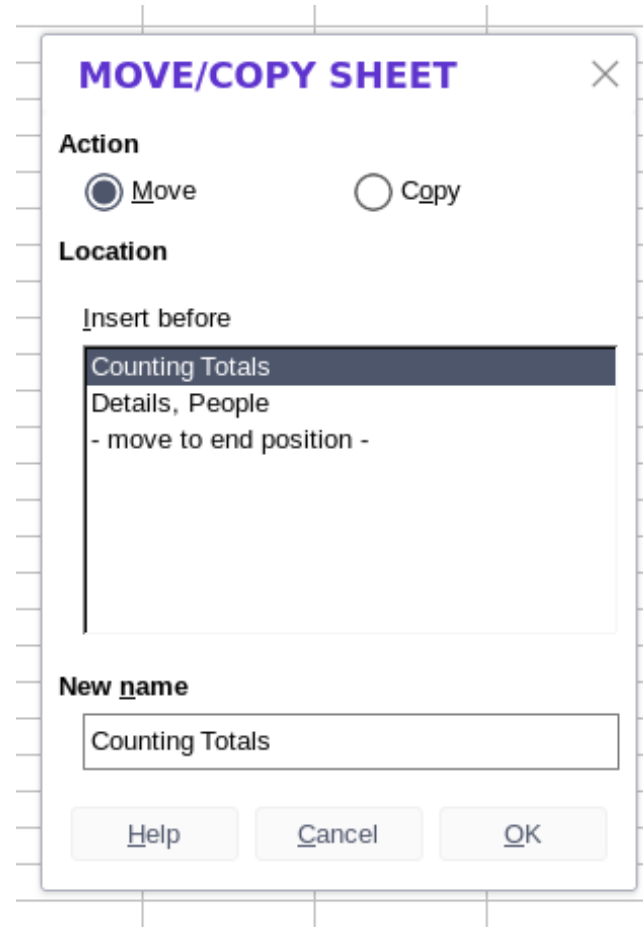 MOVE/COPY SHEET
Action
Move Copy
Location
Insert before
Counting Totals
Details, People
- move to end position -
New name
Counting Totals
Help Cancel OK